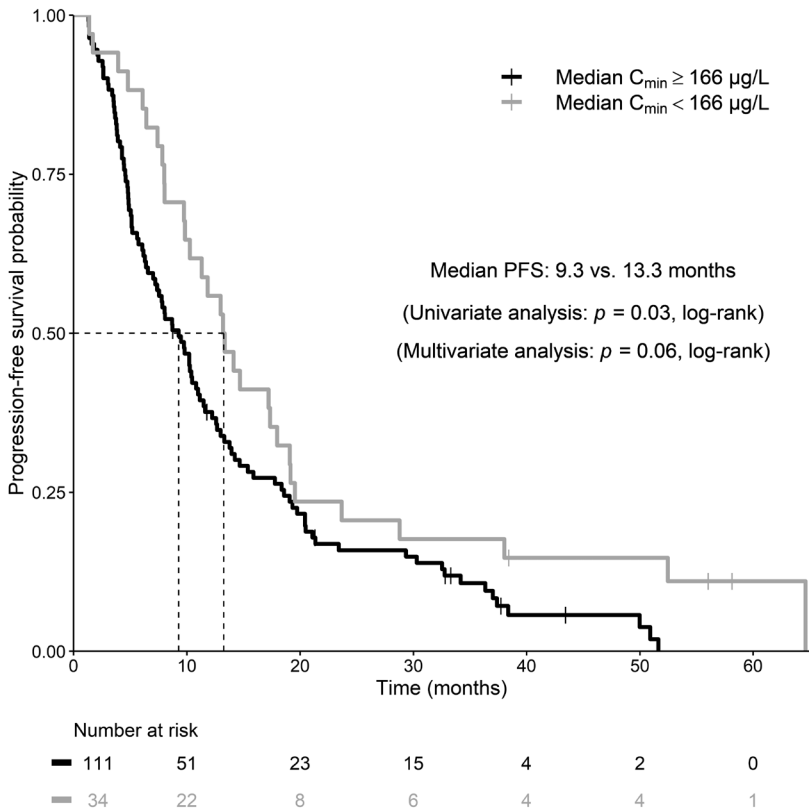 1.00
0.75
0.50
0.25
0.00
Progression-free survival probability
Median Cmin ≥ 166 µg/L
Median Cmin < 166 µg/L
Median PFS: 9.3 vs. 13.3 months
(Univariate analysis: p = 0.03, log-rank)
(Multivariate analysis: p = 0.06, log-rank)
0 10 20 30 40 50 60
Time (months)
Number at risk
111 51 23 15 4 2 0
34 22 8 6 4 4 1